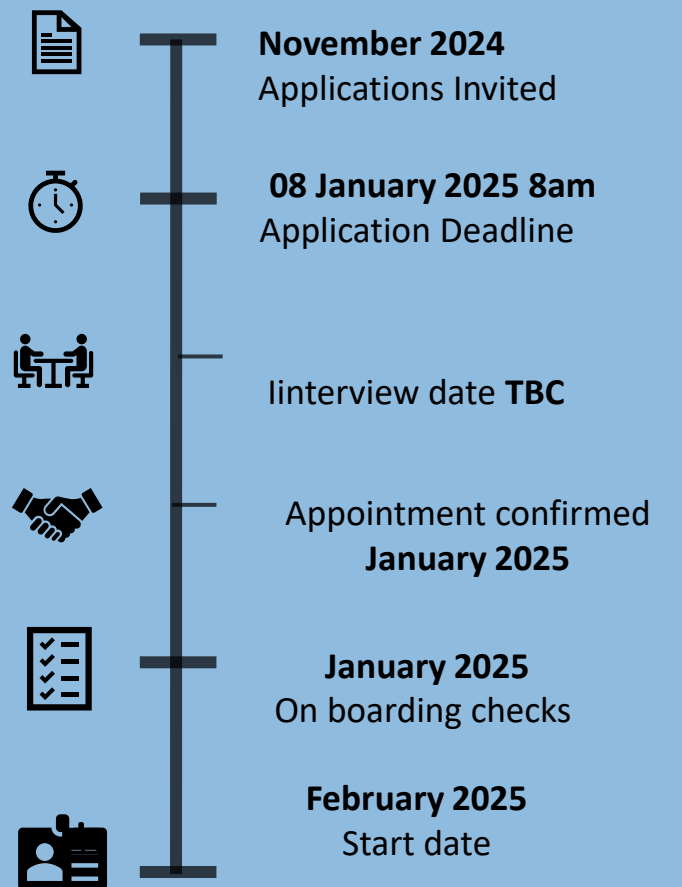 November 2024
Applications Invited
08 January 2025 8am
Application Deadline
Iinterview date TBC
Appointment confirmed
January 2025
January 2025
On boarding checks
February 2025
Start date